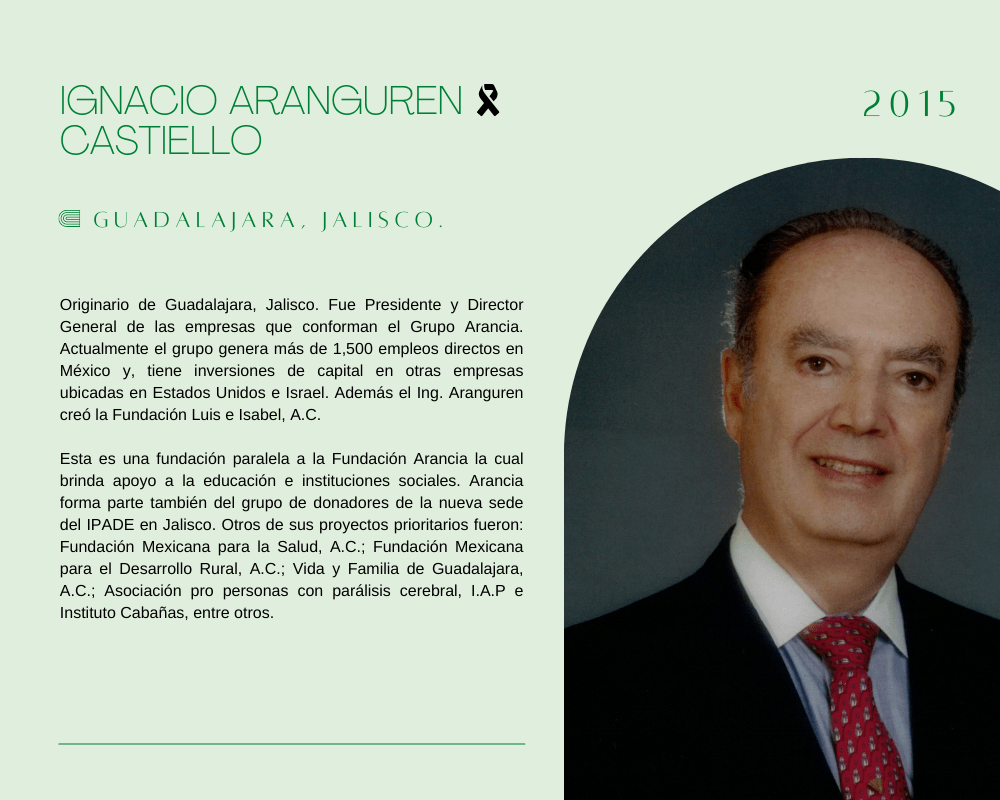 IGNACIO ARANGUREN
CASTIELLO
2015
GUADALAJARA, JALISCO.
Originario de Guadalajara, Jalisco. Fue Presidente y Director
General de las empresas que conforman el Grupo Arancia.
Actualmente el grupo genera más de 1,500 empleos directos en
México y, tiene inversiones de capital en otras empresas
ubicadas en Estados Unidos e Israel. Además el Ing. Aranguren
creó la Fundación Luis e Isabel, A.C.
Esta es una fundación paralela a la Fundación Arancia la cual
brinda apoyo a la educación e instituciones sociales. Arancia
forma parte también del grupo de donadores de la nueva sede
del IPADE en Jalisco. Otros de sus proyectos prioritarios fueron:
Fundación Mexicana para la Salud, A.C.; Fundación Mexicana
para el Desarrollo Rural, A.C.; Vida y Familia de Guadalajara,
A.C.; Asociación pro personas con parálisis cerebral, I.A.P e
Instituto Cabañas, entre otros.